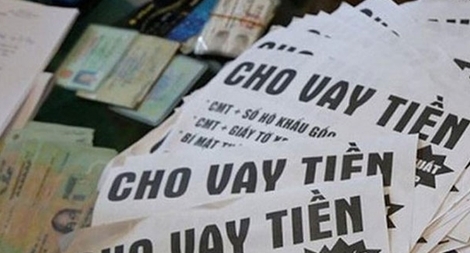 CHO VAY TIỀN
CMT + SỔ HỘ KHẨU GỐC
CMT + GIẤY TỜ
BÍ MẬT
CHO VAY TIỀN
CHO VAY TIỀN